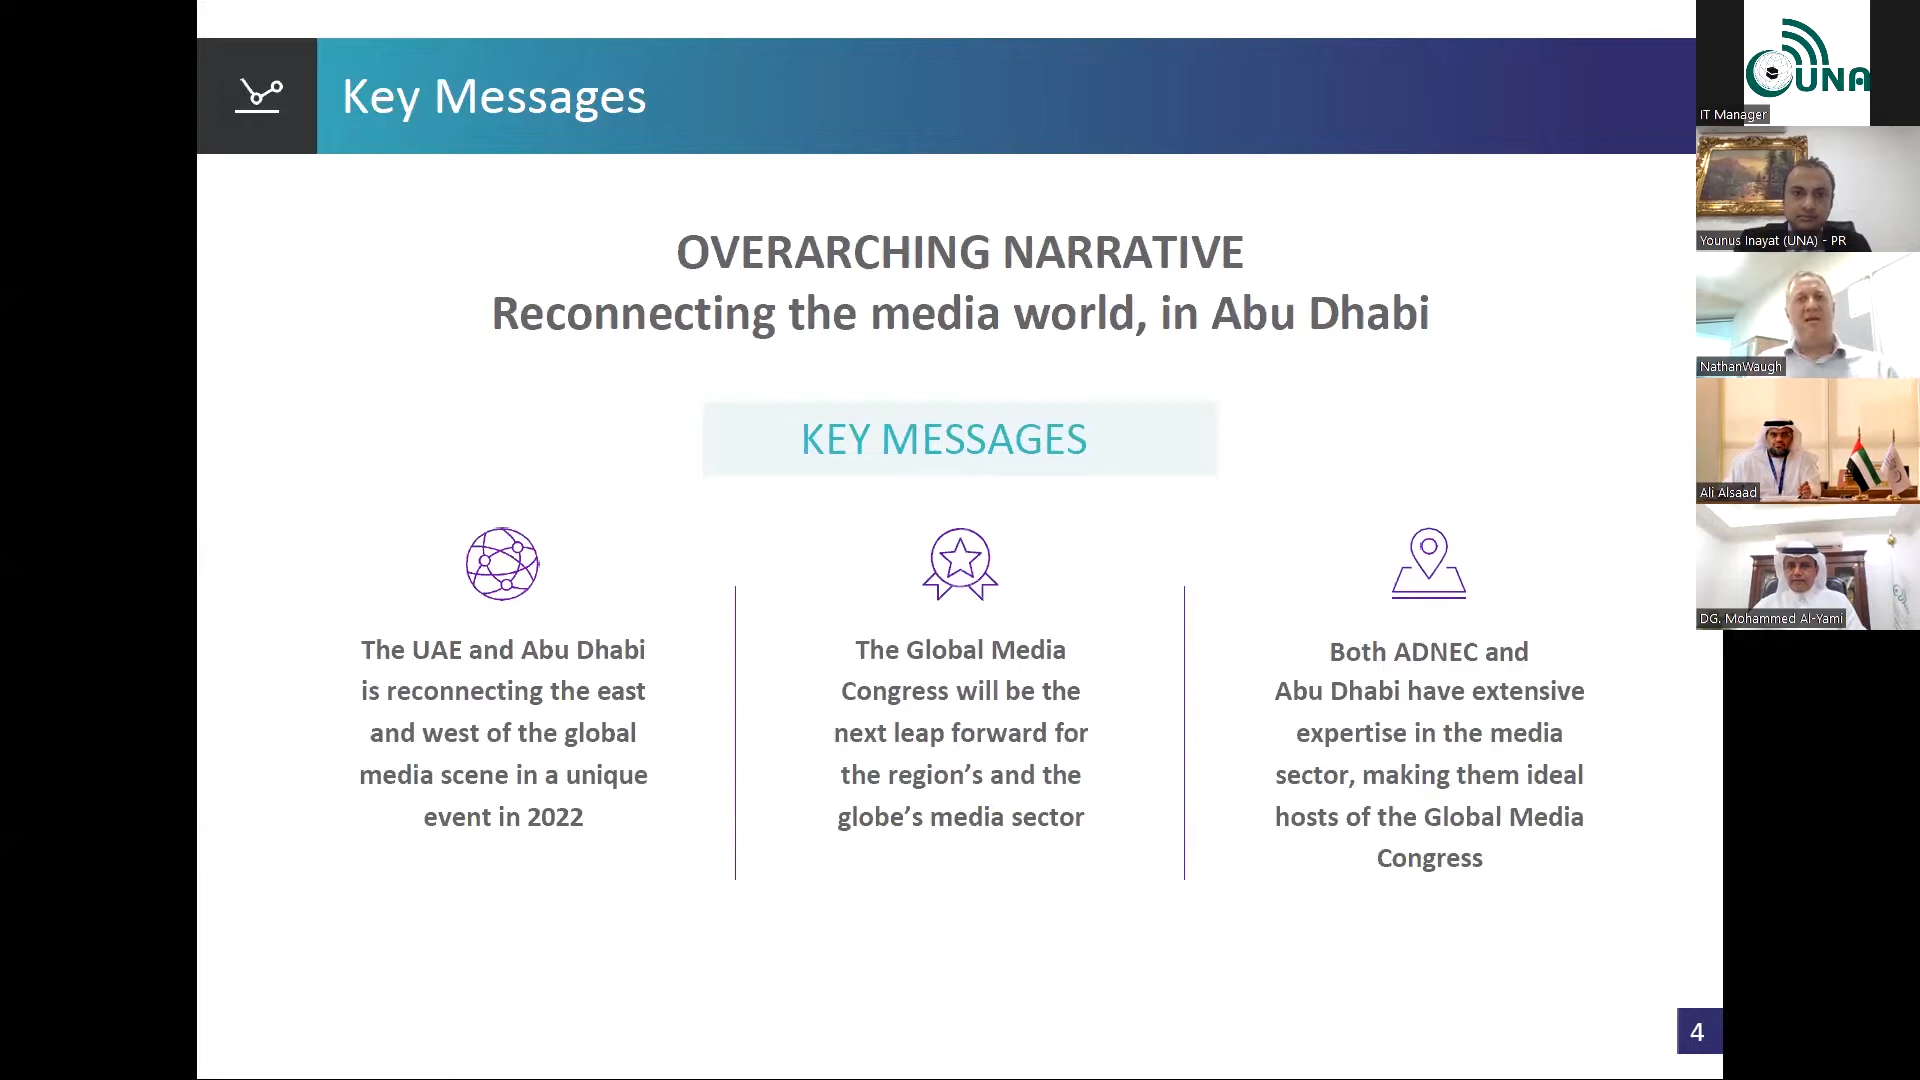 Key Messages
OVERARCHING NARRATIVE
Reconnecting the media world, in Abu Dhabi
KEY MESSAGES
The UAE and Abu Dhabi
is reconnecting the east
and west of the global
media scene in a unique
event in 2022
The Global Media
Congress will be the
next leap forward for
the region’s and the
globe’s media sector
Both ADNEC and
Abu Dhabi have extensive
expertise in the media
sector, making them ideal
hosts of the Global Media
Congress
4
UNA
IT Manager
Younus Inayat (UNA) - PR
NathanWaugh
Ali Alsaad
DG. Mohammed Al-Yami